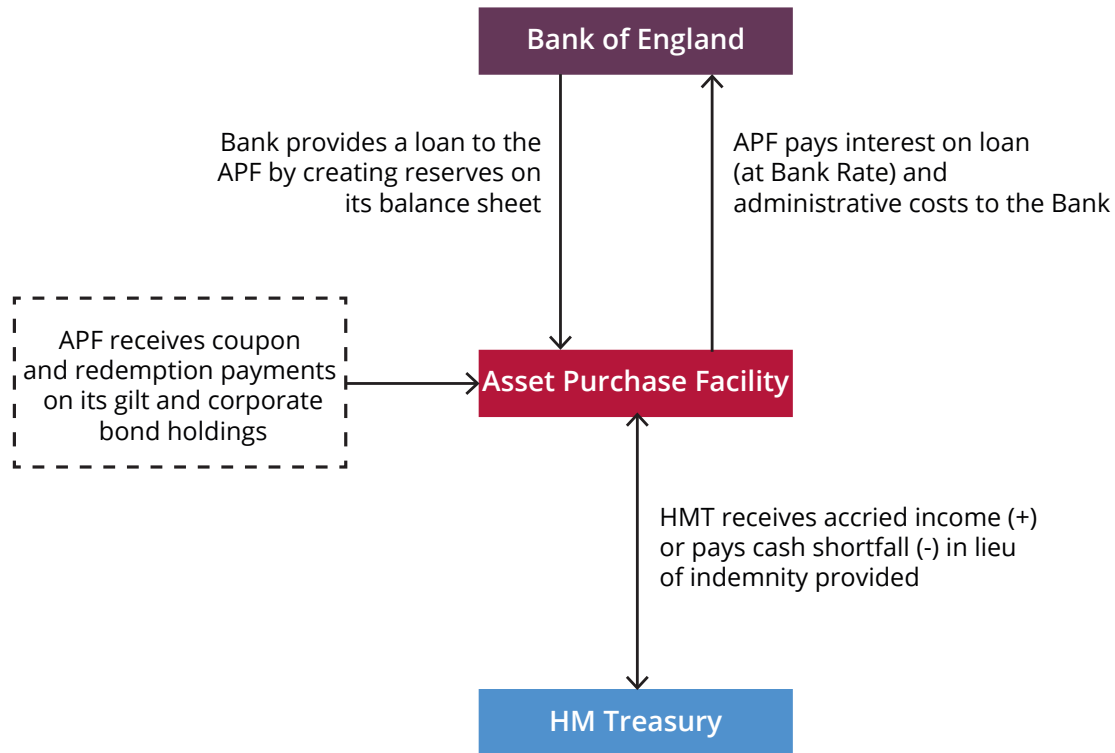 Bank of England
Bank provides a loan to the
APF by creating reserves on
its balance sheet
APF pays interest on loan
(at Bank Rate) and
administrative costs to the Bank
APF receives coupon
and redemption payments
on its gilt and corporate
bond holdings
Asset Purchase Facility
HMT receives accried income (+)
or pays cash shortfall (-) in lieu
of indemnity provided
HM Treasury